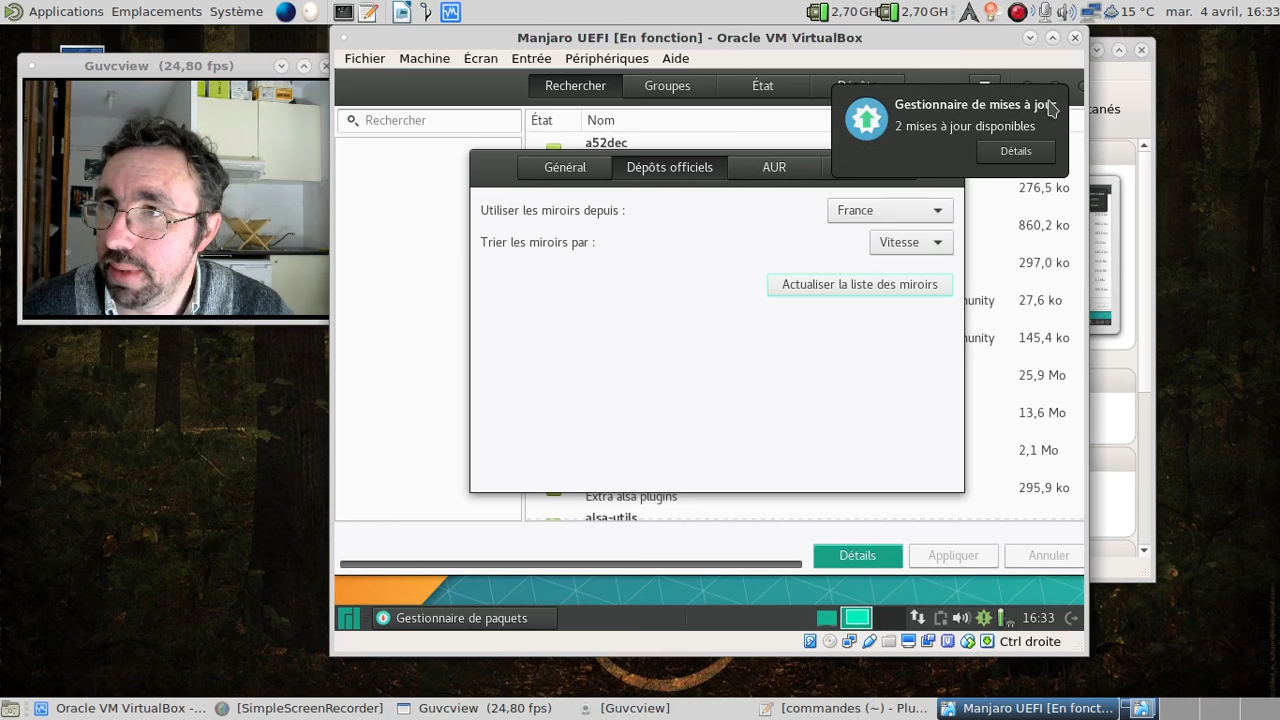 Applications Emplacements Système
2,70 GH 2,70 GH 15 °C mar. 4 avril, 16:33
Guvcview (24,80 fps)
Manjaro UEFI [En fonction] - Oracle VM VirtualBox
Fichier Machine Écran Entrée Périphériques Aide
Rechercher Groupes État
Gestionnaire de mises à jour
2 mises à jour disponibles
Détails
tanés
Rechercher
État Nom
a52dec
Général Dépôts officiels AUR
Utiliser les miroirs depuis : France
Trier les miroirs par : Vitesse
Actualiser la liste des miroirs
276,5 ko
860,2 ko
297,0 ko
nunity 27,6 ko
nunity 145,4 ko
25,9 Mo
13,6 Mo
2,1 Mo
295,9 ko
Extra alsa plugins
alsa-utils
Détails Appliquer Annuler
Gestionnaire de paquets 16:33
Ctrl droite
Oracle VM VirtualBox -... [SimpleScreenRecorder] Guvcview (24,80 fps) [Guvcview] [commandes (~) - Plu... Manjaro UEFI [En fonct...